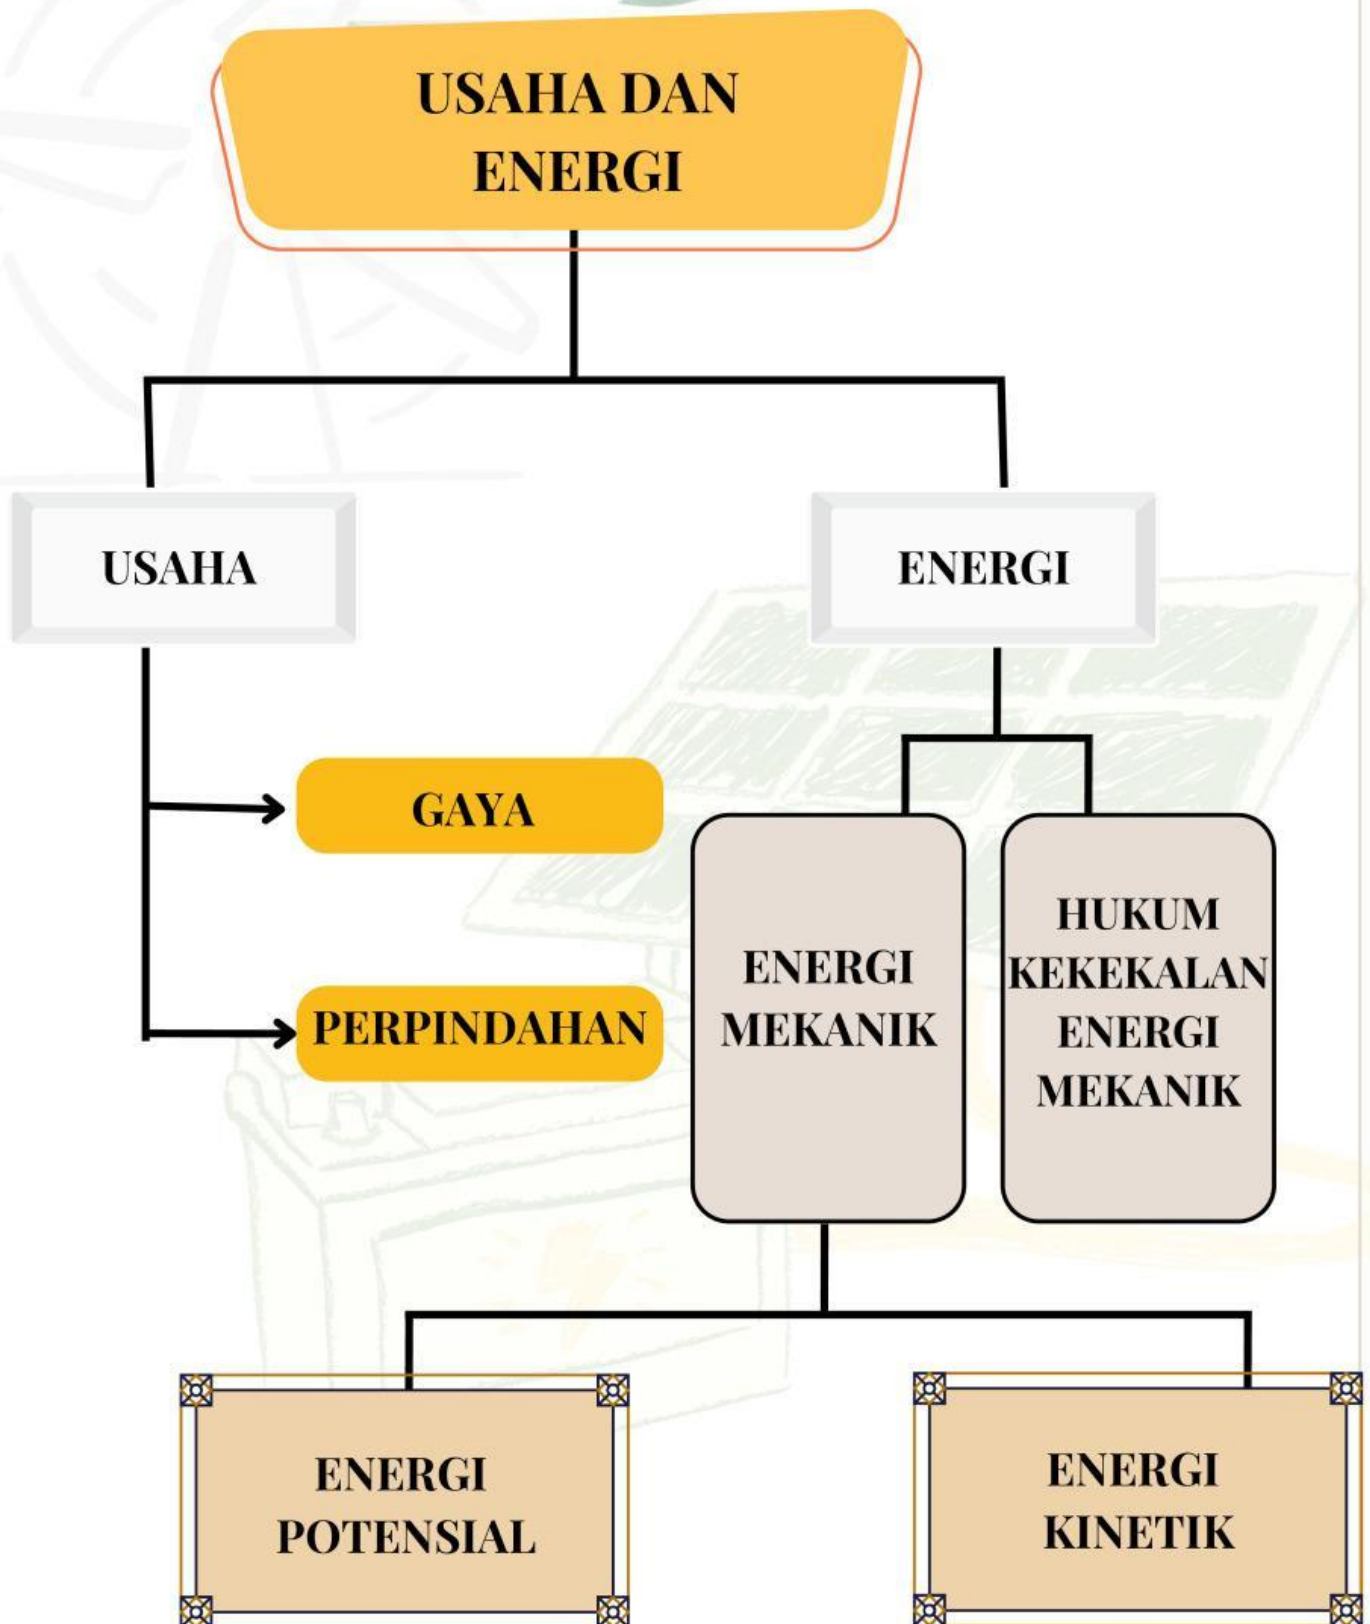 USAHA DAN
ENERGI
USAHA
ENERGI
GAYA
PERPINDAHAN
ENERGI
MEKANIK
HUKUM
KEKEKALAN
ENERGI
MEKANIK
ENERGI
POTENSIAL
ENERGI
KINETIK